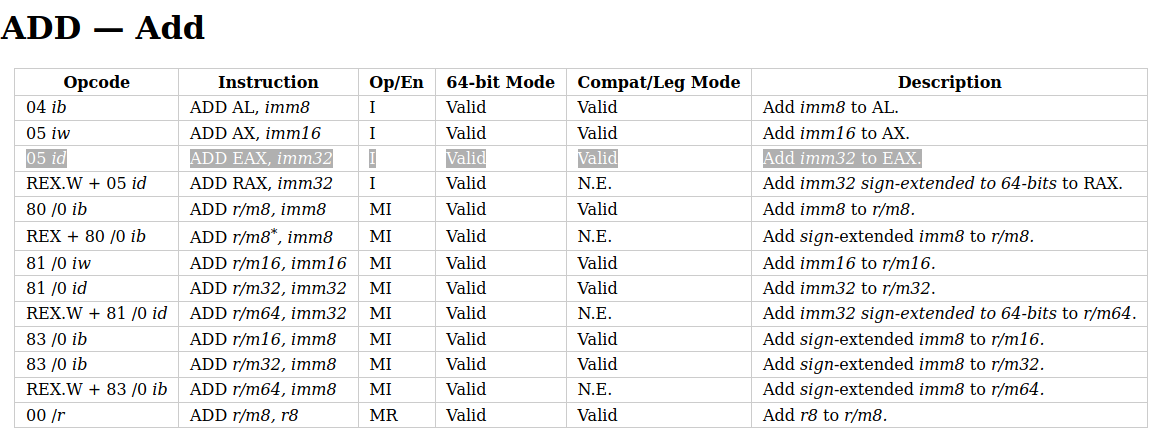 ADD — Add
Opcode Instruction Op/En 64-bit Mode Compat/Leg Mode Description
04 ib ADD AL, imm8 I Valid Valid Add imm8 to AL.
05 iw ADD AX, imm16 I Valid Valid Add imm16 to AX.
05 id ADD EAX, imm32 I Valid Valid Add imm32 to EAX.
REX.W + 05 id ADD RAX, imm32 I Valid N.E. Add imm32 sign-extended to 64-bits to RAX.
80 /0 ib ADD r/m8, imm8 MI Valid Valid Add imm8 to r/m8.
REX + 80 /0 ib ADD r/m8*, imm8 MI Valid N.E. Add sign-extended imm8 to r/m8.
81 /0 iw ADD r/m16, imm16 MI Valid Valid Add imm16 to r/m16.
81 /0 id ADD r/m32, imm32 MI Valid Valid Add imm32 to r/m32.
REX.W + 81 /0 id ADD r/m64, imm32 MI Valid N.E. Add imm32 sign-extended to 64-bits to r/m64.
83 /0 ib ADD r/m16, imm8 MI Valid Valid Add sign-extended imm8 to r/m16.
83 /0 ib ADD r/m32, imm8 MI Valid Valid Add sign-extended imm8 to r/m32.
REX.W + 83 /0 ib ADD r/m64, imm8 MI Valid N.E. Add sign-extended imm8 to r/m64.
00 /r ADD r/m8, r8 MR Valid Valid Add r8 to r/m8.